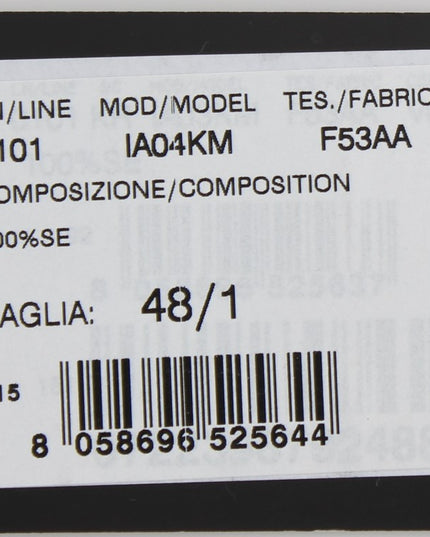 N/LINE MOD/MODEL TES./FABRIC
101 IA04KM F53AA
OMPOSIZIONE/COMPOSITION
00%SE
AGLIA: 48/1
15
8 058696 525644